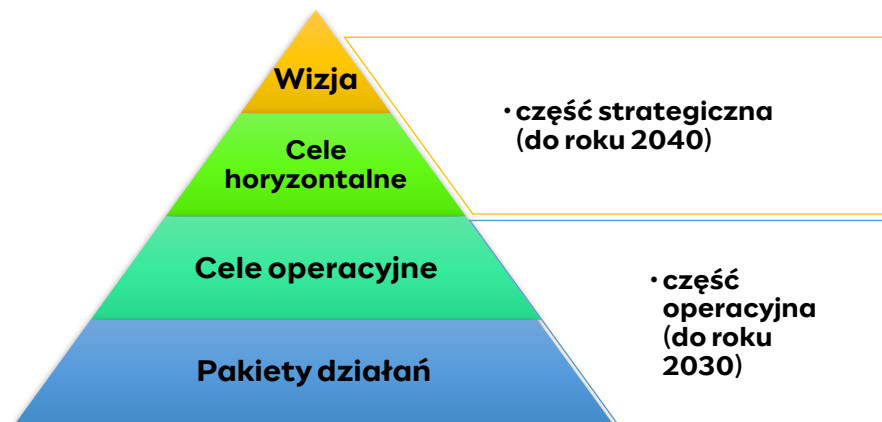 Wizja
Cele
horyzontalne
Cele operacyjne
Pakiety działań
• część strategiczna
(do roku 2040)
• część
operacyjna
(do roku
2030)